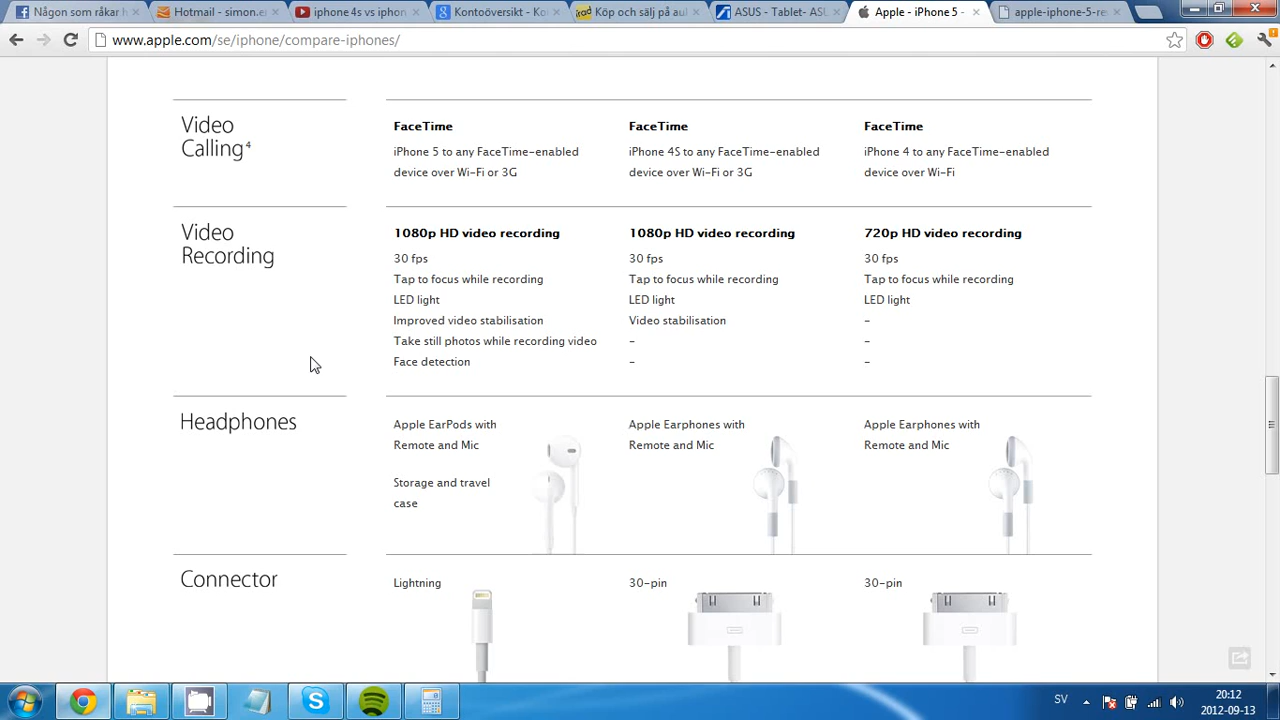 Någon som råkar h
Hotmail - simon.er
iphone 4s vs iphon
Kontoöversikt - Ko
Köp och sälj på au
ASUS - Tablet- ASU
Apple - iPhone 5 -
apple-iphone-5-re
www.apple.com/se/iphone/compare-iphones/
Video
Calling4
FaceTime
iPhone 5 to any FaceTime-enabled
device over Wi-Fi or 3G
FaceTime
iPhone 4S to any FaceTime-enabled
device over Wi-Fi or 3G
FaceTime
iPhone 4 to any FaceTime-enabled
device over Wi-Fi
Video
Recording
1080p HD video recording
30 fps
Tap to focus while recording
LED light
Improved video stabilisation
Take still photos while recording video
Face detection
1080p HD video recording
30 fps
Tap to focus while recording
LED light
Video stabilisation
–
–
720p HD video recording
30 fps
Tap to focus while recording
LED light
–
–
–
Headphones
Apple EarPods with
Remote and Mic
Storage and travel
case
Apple Earphones with
Remote and Mic
Apple Earphones with
Remote and Mic
Connector
Lightning
30-pin
30-pin
SV
20:12
2012-09-13